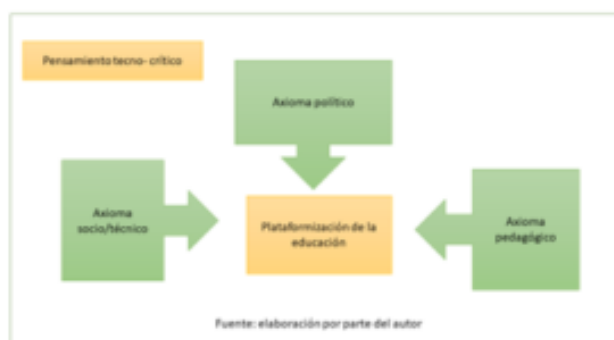 Pensamiento tecno- crítico
Axioma político
Axioma
socio/técnico
Plataformización de la
educación
Axioma
pedagógico
Fuente: elaboración por parte del autor